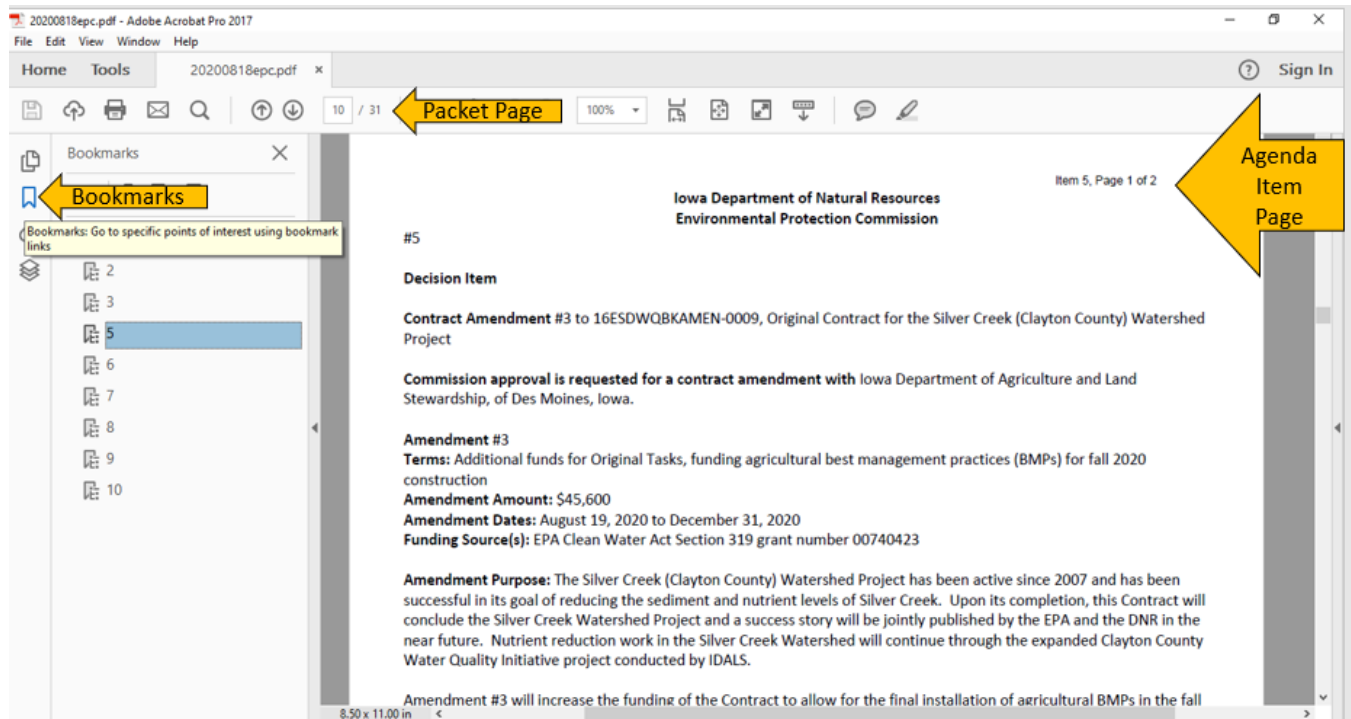 20200818epc.pdf - Adobe Acrobat Pro 2017
File Edit View Window Help
Home Tools 20200818epc.pdf × ? Sign In
10 / 31 Packet Page 100%
Bookmarks
Bookmarks
Bookmarks: Go to specific points of interest using bookmark
links
2
3
5
6
7
8
9
10
Agenda
Item
Page
Item 5, Page 1 of 2
Iowa Department of Natural Resources
Environmental Protection Commission
#5
Decision Item
Contract Amendment #3 to 16ESDWQBKAMEN-0009, Original Contract for the Silver Creek (Clayton County) Watershed
Project
Commission approval is requested for a contract amendment with Iowa Department of Agriculture and Land
Stewardship, of Des Moines, Iowa.
Amendment #3
Terms: Additional funds for Original Tasks, funding agricultural best management practices (BMPs) for fall 2020
construction
Amendment Amount: $45,600
Amendment Dates: August 19, 2020 to December 31, 2020
Funding Source(s): EPA Clean Water Act Section 319 grant number 00740423
Amendment Purpose: The Silver Creek (Clayton County) Watershed Project has been active since 2007 and has been
successful in its goal of reducing the sediment and nutrient levels of Silver Creek. Upon its completion, this Contract will
conclude the Silver Creek Watershed Project and a success story will be jointly published by the EPA and the DNR in the
near future. Nutrient reduction work in the Silver Creek Watershed will continue through the expanded Clayton County
Water Quality Initiative project conducted by IDALS.
Amendment #3 will increase the funding of the Contract to allow for the final installation of agricultural BMPs in the fall
8.50 x 11.00 in